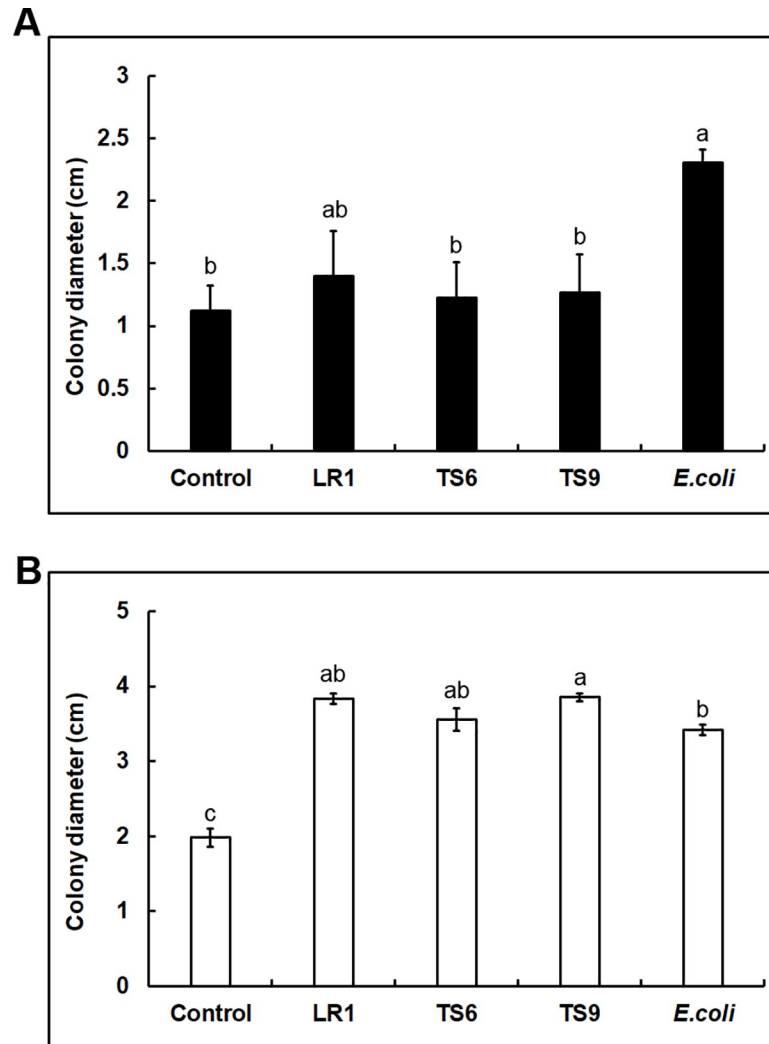 A
Colony diameter (cm)
3
2.5
2
1.5
1
0.5
0
b
ab
b
b
a
Control LR1 TS6 TS9 E.coli
B
Colony diameter (cm)
5
4
3
2
1
0
c
ab
ab
a
b
Control LR1 TS6 TS9 E.coli